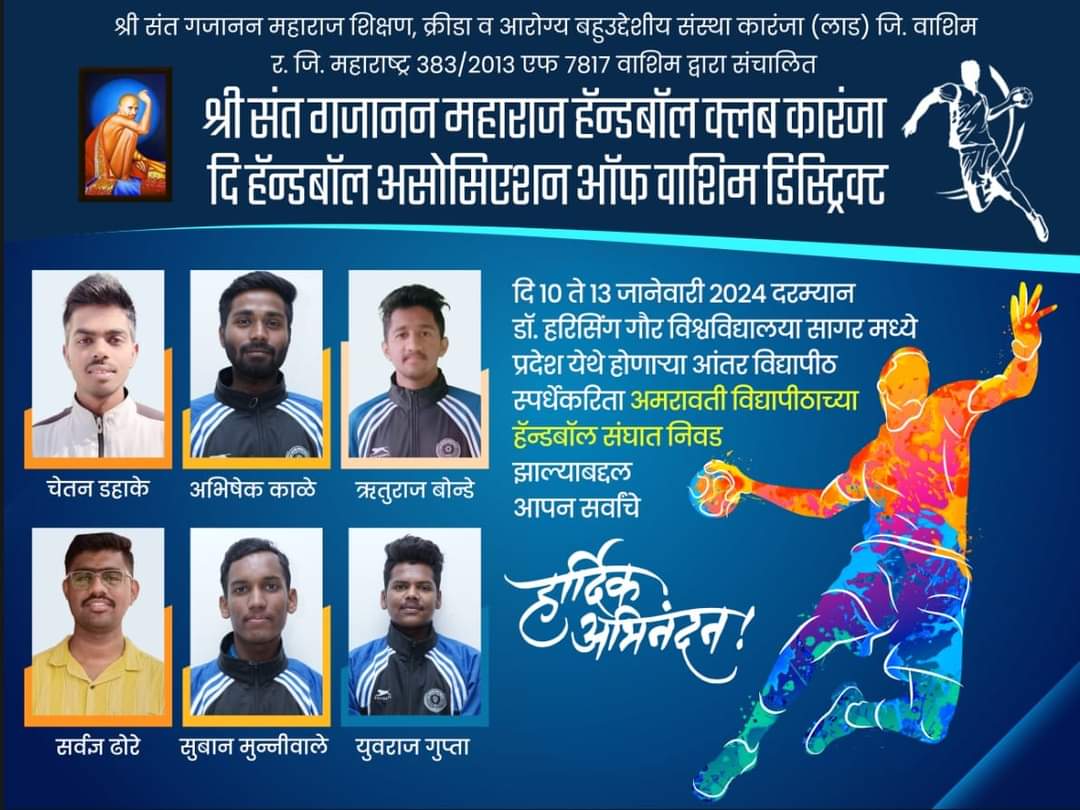 श्री संत गजानन महाराज शिक्षण, क्रीडा व आरोग्य बहुउद्देशीय संस्था कारंजा (लाड) जि. वाशिम
र. जि. महाराष्ट्र 383/2013 एफ 7817 वाशिम द्वारा संचालित
श्री संत गजानन महाराज हॅन्डबॉल क्लब कारंजा
दि हॅन्डबॉल असोसिएशन ऑफ वाशिम डिस्ट्रिक्ट
दि 10 ते 13 जानेवारी 2024 दरम्यान
डॉ. हरिसिंग गौर विश्वविद्यालया सागर मध्ये
प्रदेश येथे होणाऱ्या आंतर विद्यापीठ
स्पर्धेकरिता अमरावती विद्यापीठाच्या
हॅन्डबॉल संघात निवड
झाल्याबद्दल
आपन सर्वांचे
हार्दिक
अभिनंदन!
चेतन डहाके
अभिषेक काळे
ऋतुराज बोन्डे
सर्वज्ञ ढोरे
सुबान मुन्नीवाले
युवराज गुप्ता